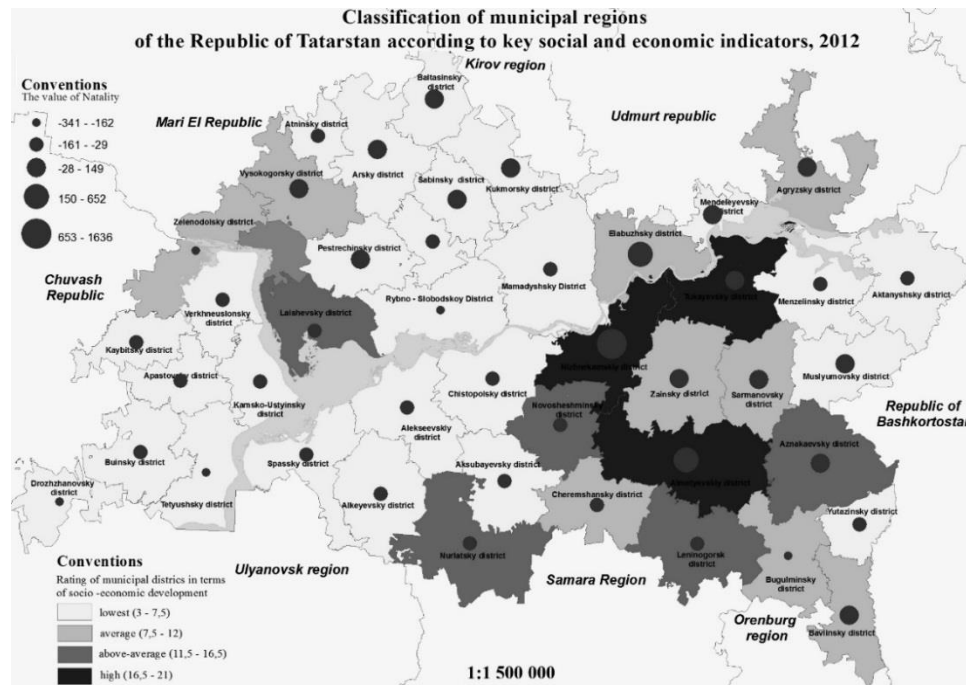 Classification of municipal regions
of the Republic of Tatarstan according to key social and economic indicators, 2012
Kirov region
Conventions
The value of Natality
-341 - -162
-161 - -29
-28 - 149
150 - 652
653 - 1636
Mari El Republic
Udmurt republic
Chuvash
Republic
Baltasinsky
district
Atninsky district
Arsky district
Vysokogorsky district
Sabinsky district
Kukmorsky district
Agryzsky district
Mendeleyevsky
district
Zelenodolsky district
Pestrechinsky district
Elabuzhsky district
Mamadyshsky District
Tukayevsky district
Menzelinsky district
Aktanyshsky district
Verkhneuslonsky
district
Laishevsky district
Rybno - Slobodskoy District
Kaybitsky district
Apastovsky district
Kamsko-Ustyinsky
district
Chistopolsky district
Zainsky district
Sarmanovsky
district
Muslyumovsky district
Republic of
Bashkortostan
Novosheshminsky
district
Alekseevskiy
district
Buinsky district
Spassky district
Aksubayevsky district
Aznakaevsky district
Drozhzhanovsky
district
Tetyushsky district
Alkeyevsky district
Cheremshansky district
Yutazinsky district
Nurlatsky district
Leninogorsk
district
Bugulminsky district
Bavlinsky district
Ulyanovsk region
Samara Region
Orenburg
region
Conventions
Rating of municipal districs in terms
of socio -economic development
lowest (3 - 7,5)
average (7,5 - 12)
above-average (11,5 - 16,5)
high (16,5 - 21)
1:1 500 000